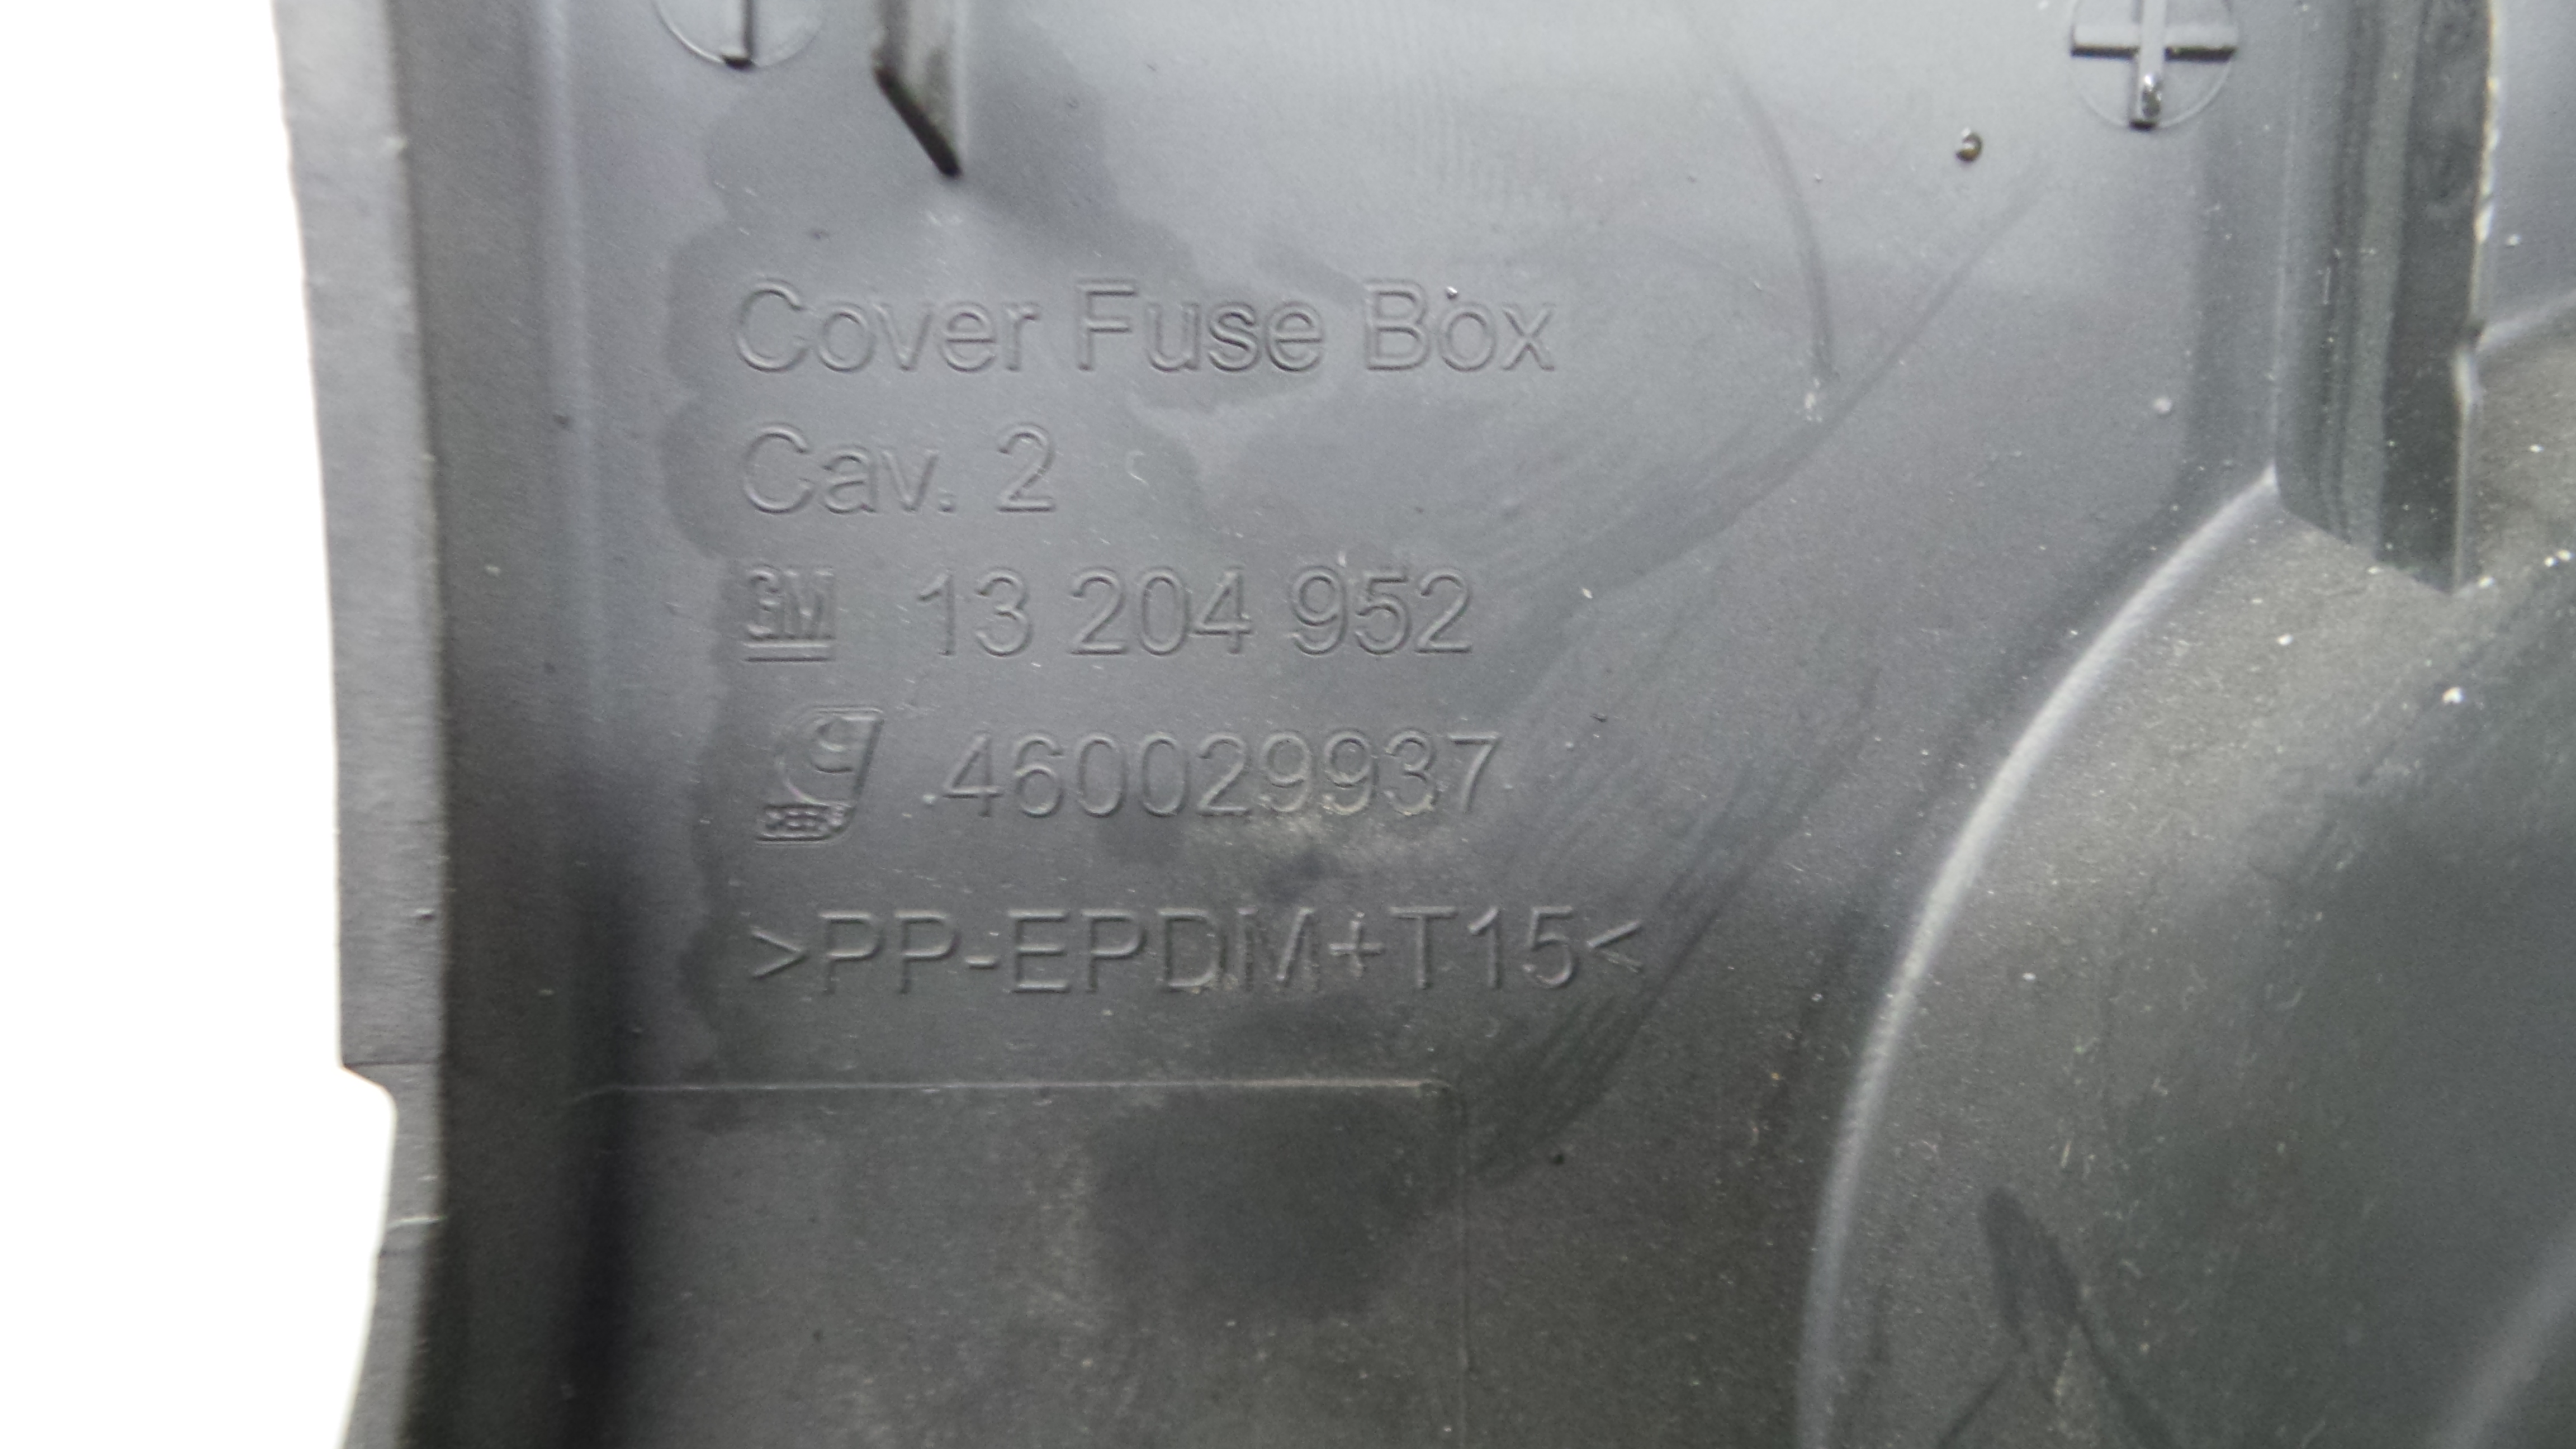 Cover Fuse Box
Cav. 2
GM 13 204 952
460029937
>PP-EPDM+T15<